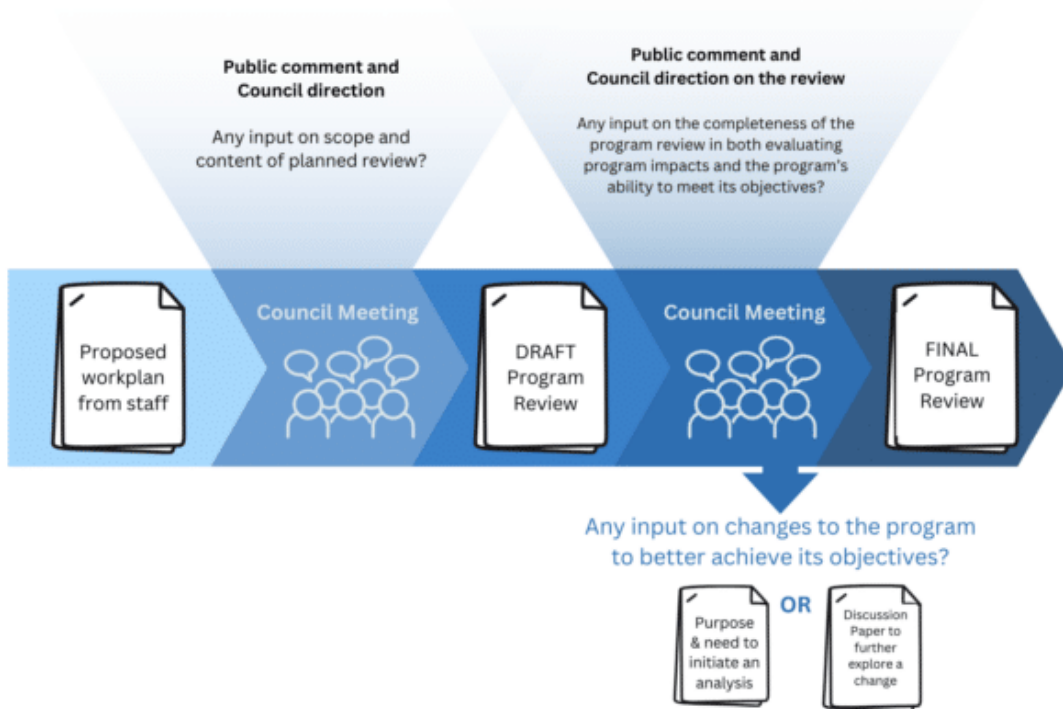 Public comment and
Council direction
Any input on scope and
content of planned review?
Public comment and
Council direction on the review
Any input on the completeness of the
program review in both evaluating
program impacts and the program's
ability to meet its objectives?
Proposed
workplan
from staff
Council Meeting
DRAFT
Program
Review
Council Meeting
FINAL
Program
Review
Any input on changes to the program
to better achieve its objectives?
Purpose
& need to
initiate an
analysis
OR
Discussion
Paper to
further
explore a
change